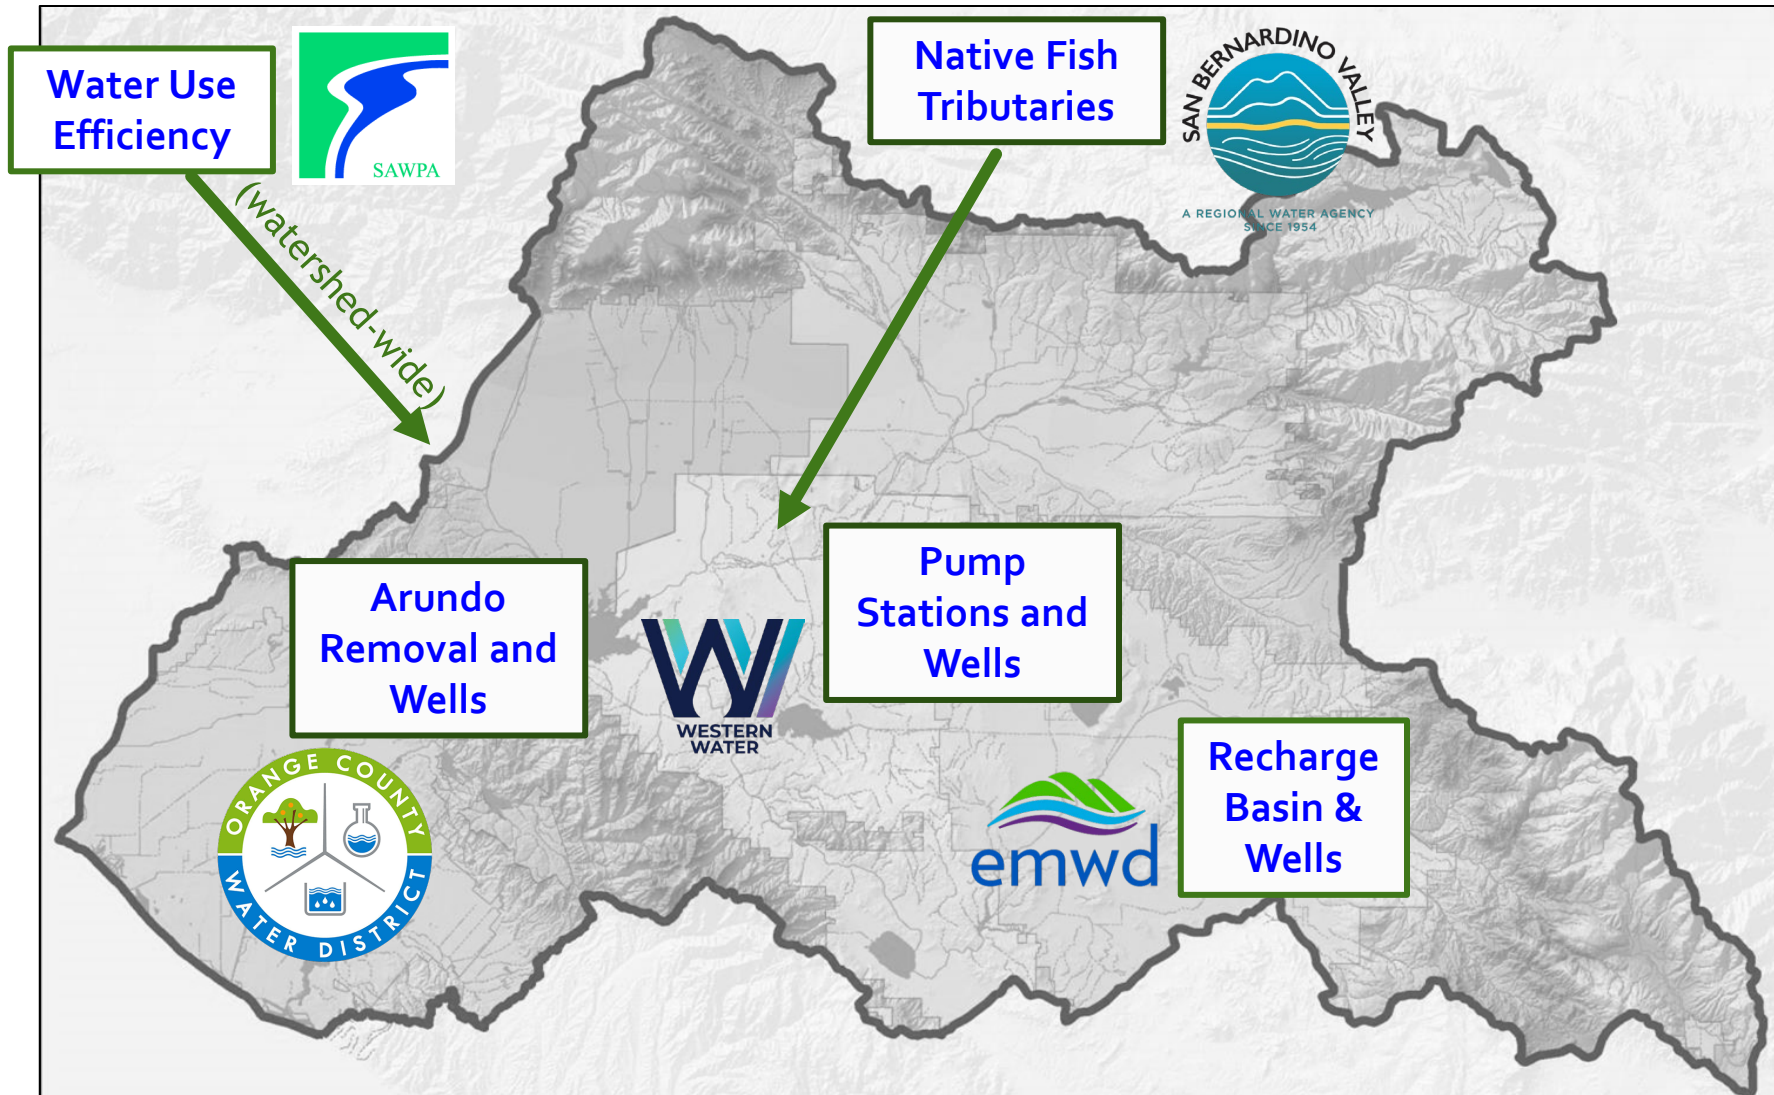 Water Use
Efficiency
SAWPA
(watershed-wide)
Native Fish
Tributaries
SAN BERNARDINO VALLEY
A REGIONAL WATER AGENCY
SINCE 1954
Arundo
Removal and
Wells
WESTERN
WATER
Pump
Stations and
Wells
ORANGE COUNTY
WATER DISTRICT
emwd
Recharge
Basin &
Wells